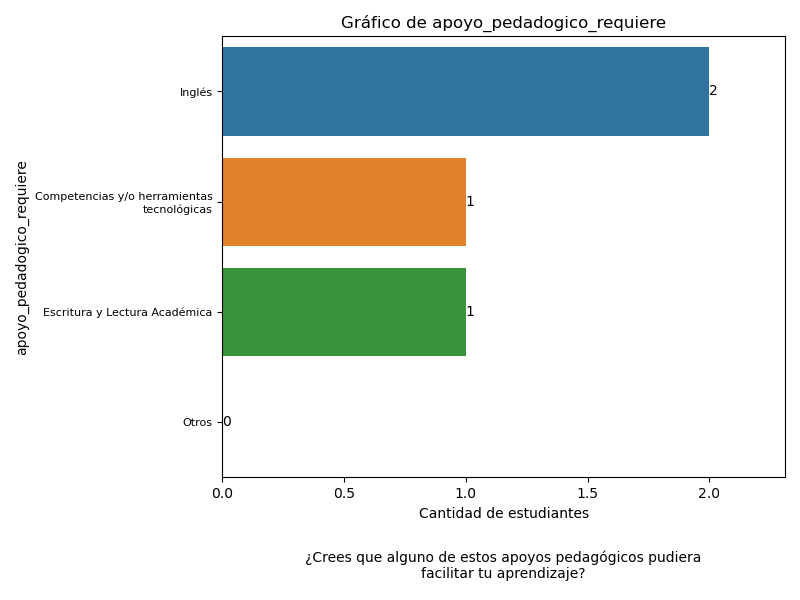 Gráfico de apoyo_pedadogico_requiere
apoyo_pedadogico_requiere
Inglés
2
Competencias y/o herramientas
tecnológicas
1
Escritura y Lectura Académica
1
Otros
0
0.0 0.5 1.0 1.5 2.0
Cantidad de estudiantes
¿Crees que alguno de estos apoyos pedagógicos pudiera
facilitar tu aprendizaje?